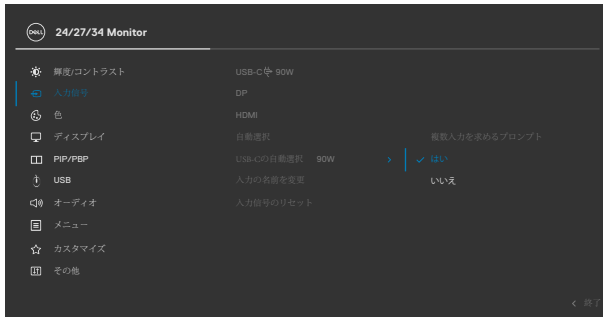 DELL
24/27/34 Monitor
輝度/コントラスト
USB-C 90W
入力信号
DP
色
HDMI
ディスプレイ
自動選択
複数入力を求めるプロンプト
PIP/PBP
USB-Cの自動選択 90W
はい
USB
入力の名前を変更
いいえ
オーディオ
入力信号のリセット
メニュー
カスタマイズ
その他
終了